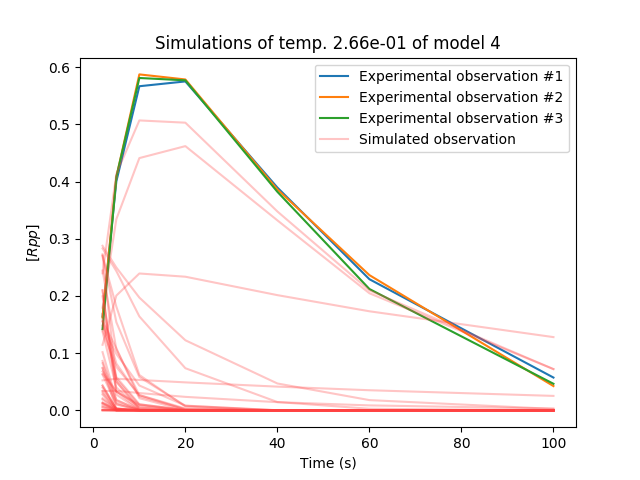 Simulations of temp. 2.66e-01 of model 4
Experimental observation #1
Experimental observation #2
Experimental observation #3
Simulated observation
[Rpp]
0.6
0.5
0.4
0.3
0.2
0.1
0.0
0 20 40 60 80 100
Time (s)